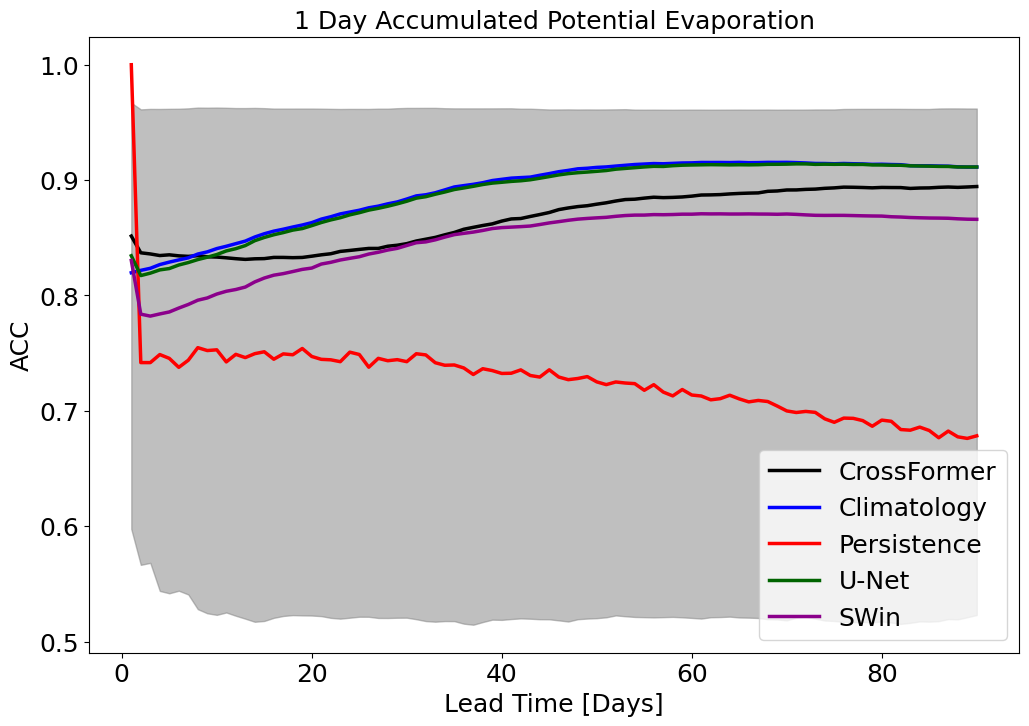 1 Day Accumulated Potential Evaporation
ACC
1.0
0.9
0.8
0.7
0.6
0.5
0
20
40
60
80
Lead Time [Days]
CrossFormer
Climatology
Persistence
U-Net
SWin